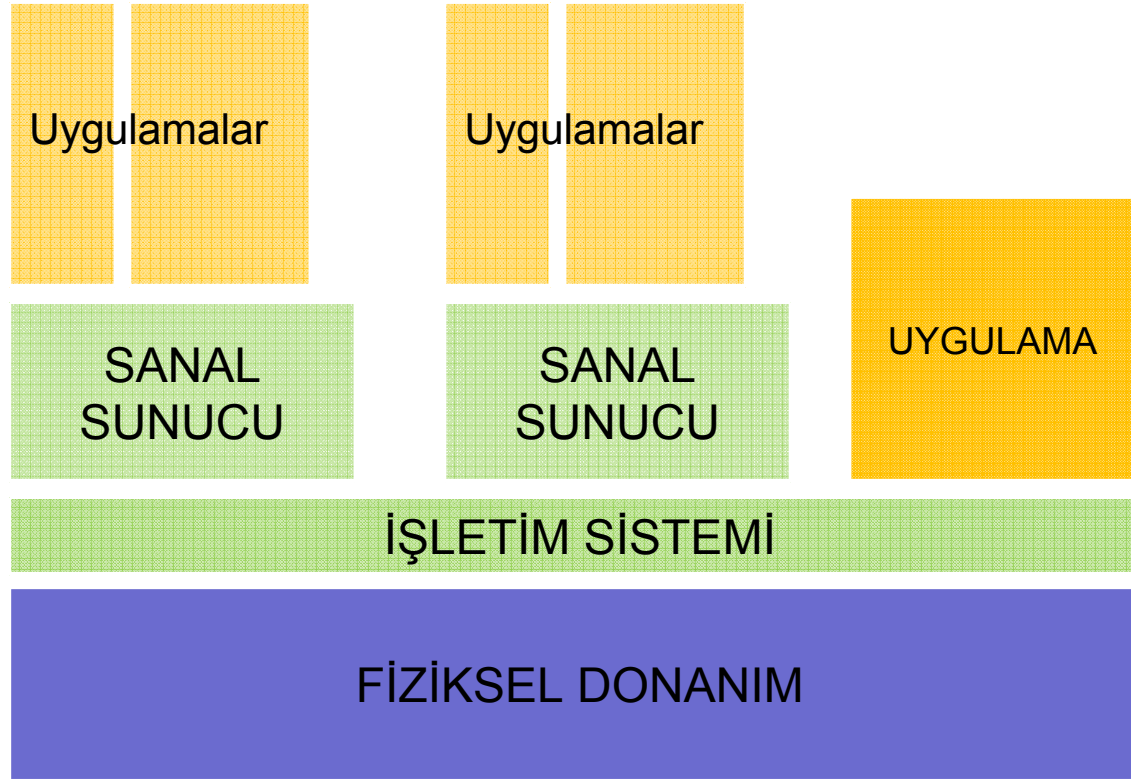 Uygulamalar
Uygulamalar
UYGULAMA
SANAL
SUNUCU
SANAL
SUNUCU
İŞLETİM SİSTEMİ
FİZİKSEL DONANIM